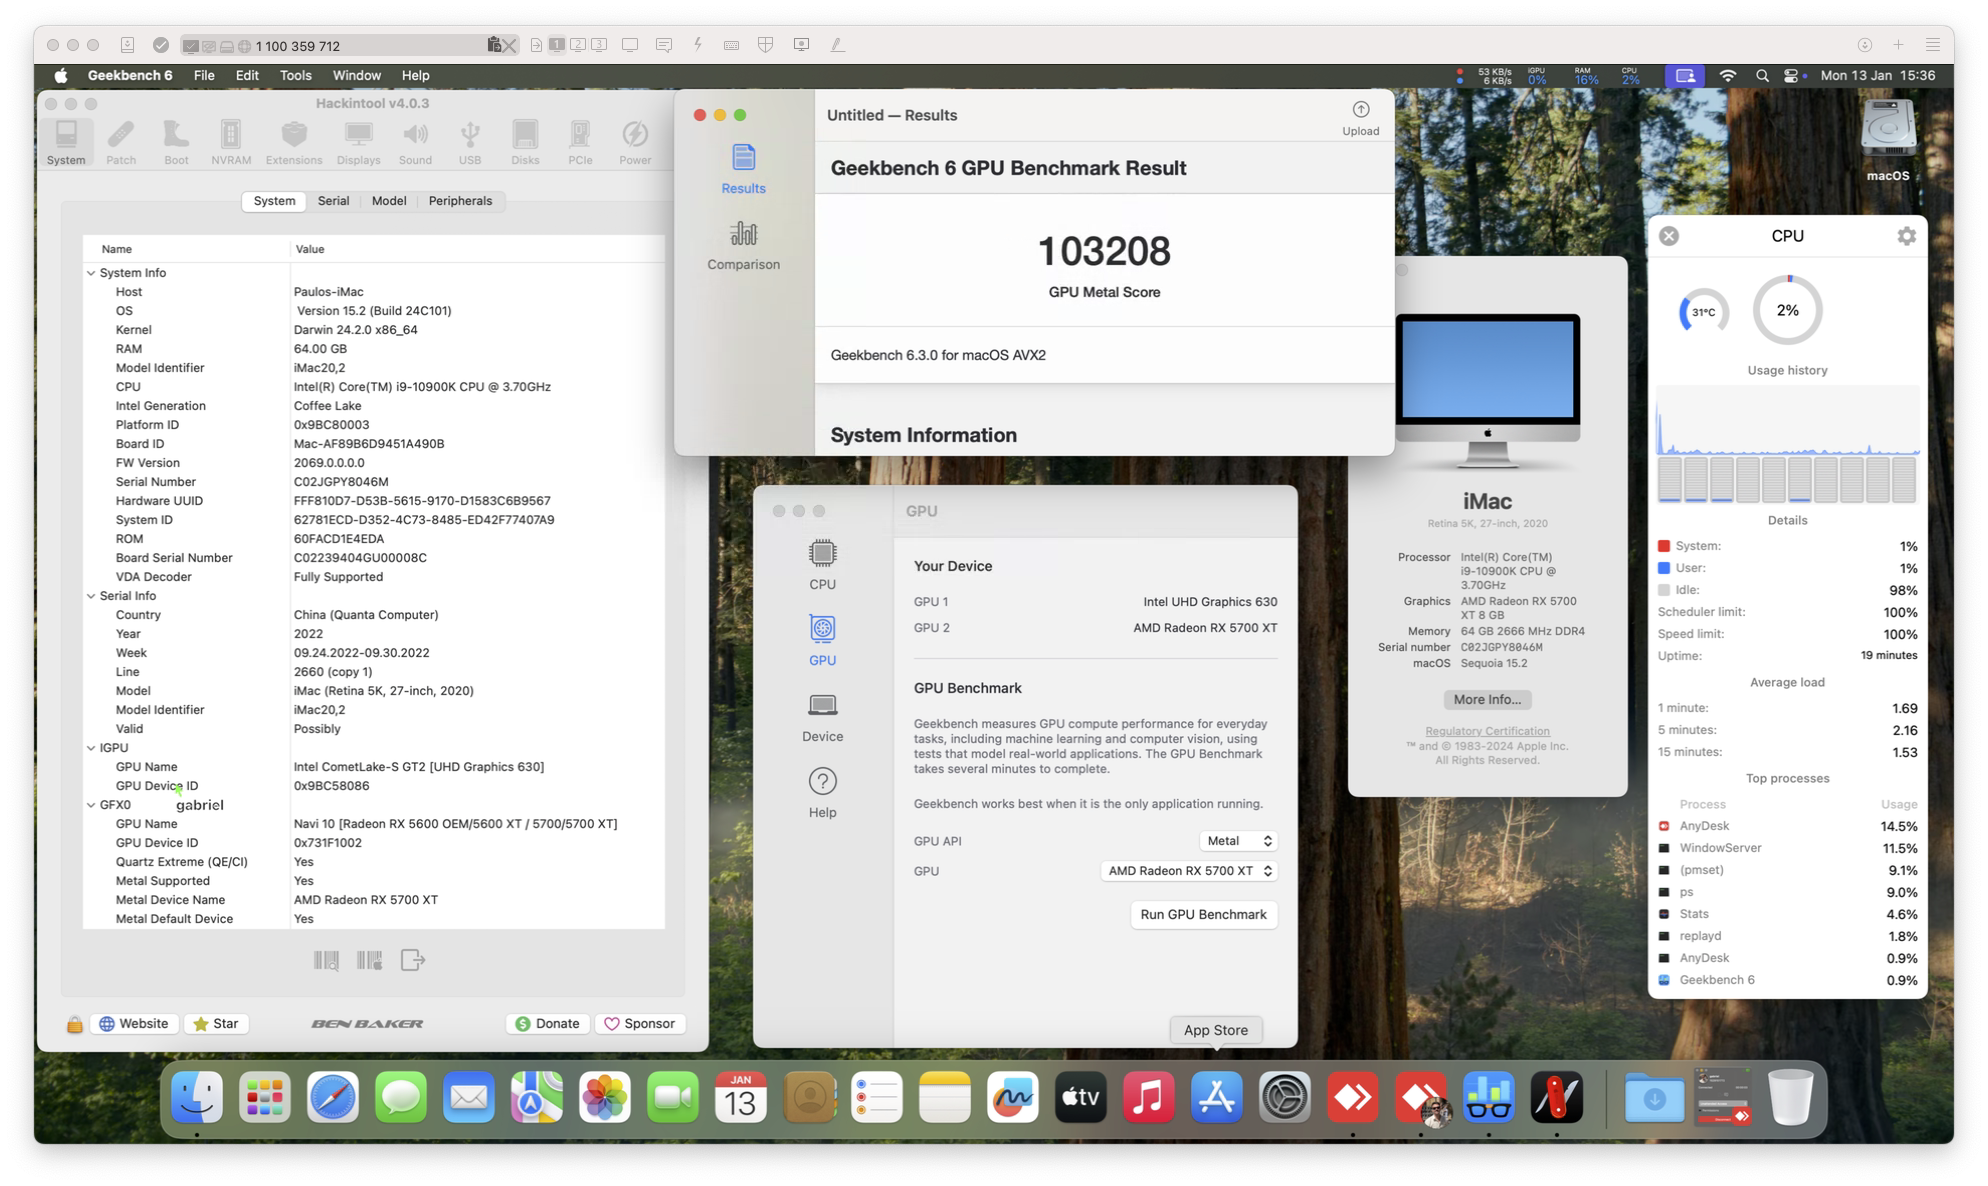 1 100 359 712
1
2
3
Geekbench 6 File Edit Tools Window Help
53 KB/s
6 KB/s
iGPU
0%
RAM
16%
CPU
2%
Mon 13 Jan 15:36
Hackintool v4.0.3
System Patch Boot NVRAM Extensions Displays Sound USB Disks PCIe Power
System Serial Model Peripherals
Name Value
System Info
Host Paulos-iMac
OS Version 15.2 (Build 24C101)
Kernel Darwin 24.2.0 x86_64
RAM 64.00 GB
Model Identifier iMac20,2
CPU Intel(R) Core(TM) i9-10900K CPU @ 3.70GHz
Intel Generation Coffee Lake
Platform ID 0x9BC80003
Board ID Mac-AF89B6D9451A490B
FW Version 2069.0.0.0.0
Serial Number C02JGPY8046M
Hardware UUID FFF810D7-D53B-5615-9170-D1583C6B9567
System ID 62781ECD-D352-4C73-8485-ED42F77407A9
ROM 60FACD1E4EDA
Board Serial Number C02239404GU00008C
VDA Decoder Fully Supported
Serial Info
Country China (Quanta Computer)
Year 2022
Week 09.24.2022-09.30.2022
Line 2660 (copy 1)
Model iMac (Retina 5K, 27-inch, 2020)
Model Identifier iMac20,2
Valid Possibly
IGPU
GPU Name Intel CometLake-S GT2 [UHD Graphics 630]
GPU Device ID 0x9BC58086
GFX0
gabriel
GPU Name Navi 10 [Radeon RX 5600 OEM/5600 XT / 5700/5700 XT]
GPU Device ID 0x731F1002
Quartz Extreme (QE/CI) Yes
Metal Supported Yes
Metal Device Name AMD Radeon RX 5700 XT
Metal Default Device Yes
Website Star BEN BAKER Donate Sponsor
Untitled — Results
Upload
Results
Comparison
Geekbench 6 GPU Benchmark Result
103208
GPU Metal Score
Geekbench 6.3.0 for macOS AVX2
System Information
GPU
CPU
GPU
Device
Help
Your Device
GPU 1 Intel UHD Graphics 630
GPU 2 AMD Radeon RX 5700 XT
GPU Benchmark
Geekbench measures GPU compute performance for everyday
tasks, including machine learning and computer vision, using
tests that model real-world applications. The GPU Benchmark
takes several minutes to complete.
Geekbench works best when it is the only application running.
GPU API Metal
GPU AMD Radeon RX 5700 XT
Run GPU Benchmark
App Store
iMac
Retina 5K, 27-inch, 2020
Processor Intel(R) Core(TM)
i9-10900K CPU @
3.70GHz
Graphics AMD Radeon RX 5700
XT 8 GB
Memory 64 GB 2666 MHz DDR4
Serial number C02JGPY8046M
macOS Sequoia 15.2
More Info...
Regulatory Certification
™ and © 1983-2024 Apple Inc.
All Rights Reserved.
macOS
CPU
31°C
2%
Usage history
Details
System: 1%
User: 1%
Idle: 98%
Scheduler limit: 100%
Speed limit: 100%
Uptime: 19 minutes
Average load
1 minute: 1.69
5 minutes: 2.16
15 minutes: 1.53
Top processes
Process Usage
AnyDesk 14.5%
WindowServer 11.5%
(pmset) 9.1%
ps 9.0%
Stats 4.6%
replayd 1.8%
AnyDesk 0.9%
Geekbench 6 0.9%
JAN
13
tv